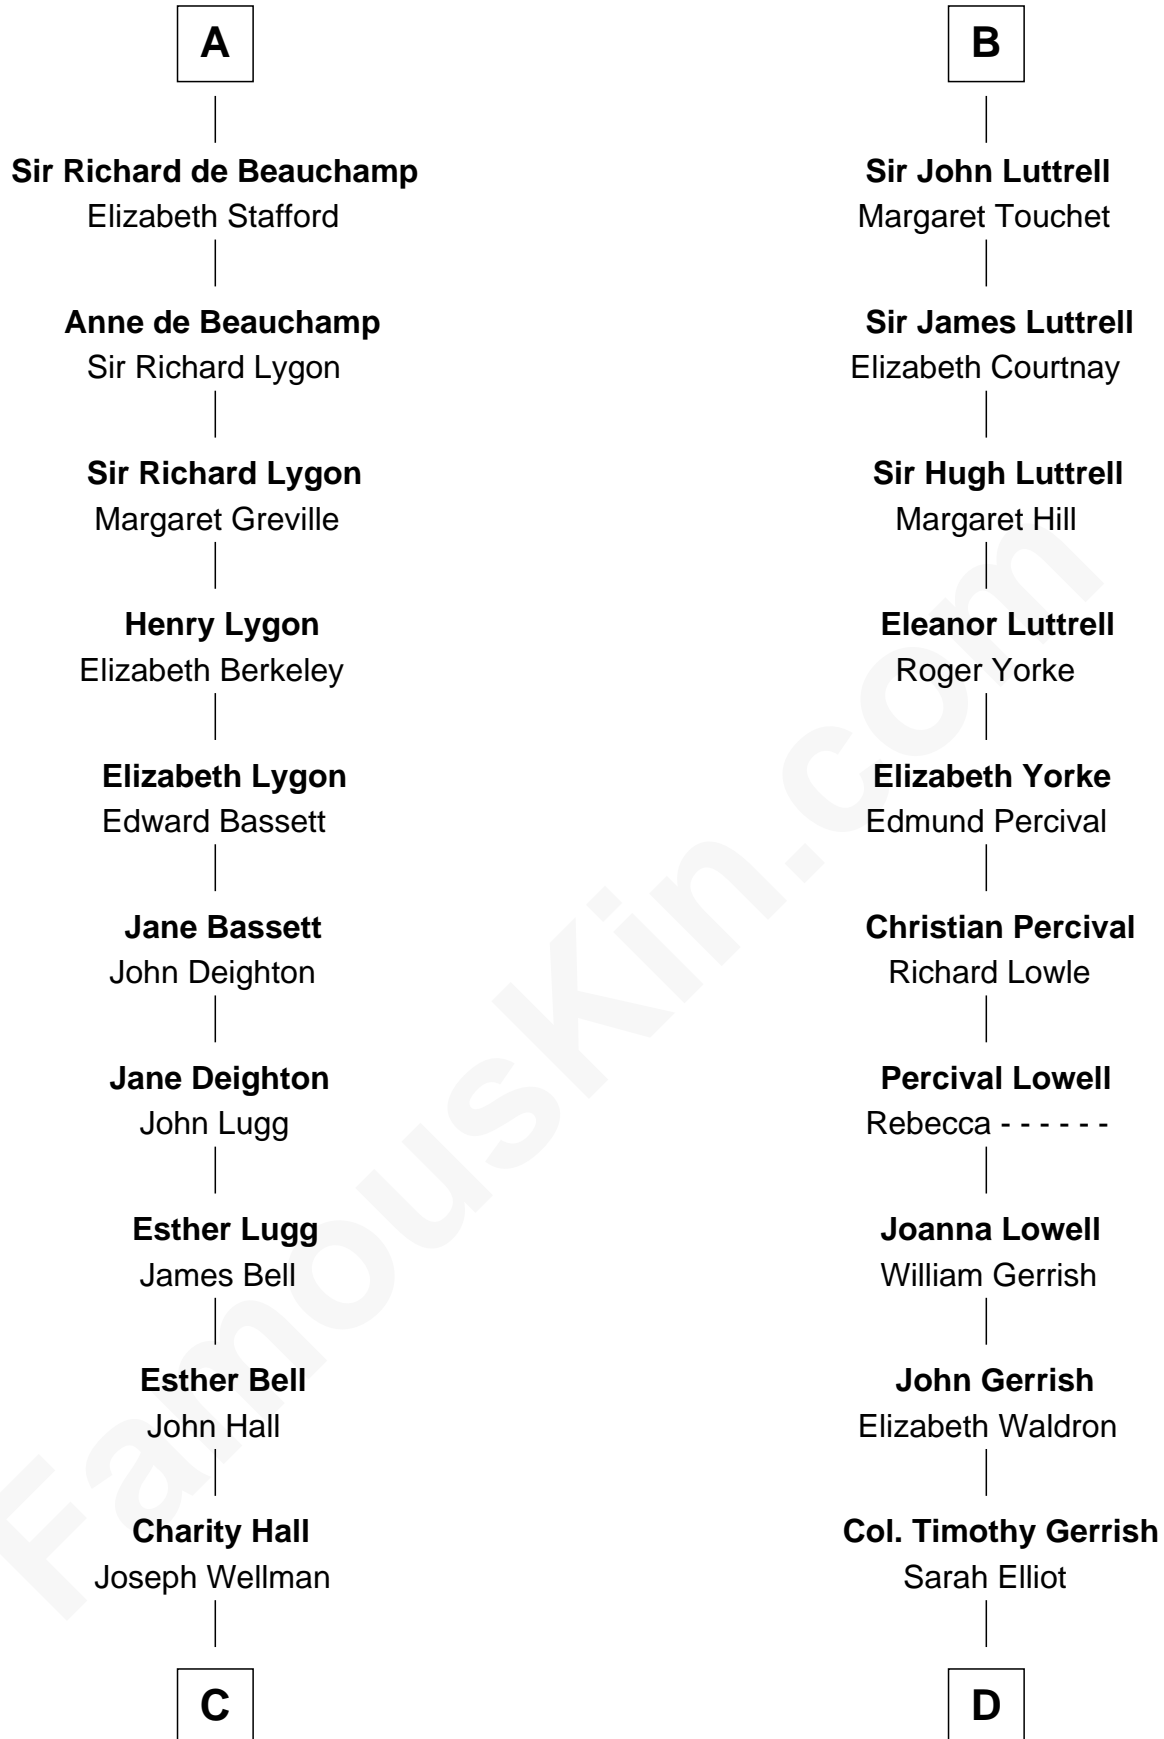 A
Sir Richard de Beauchamp
Elizabeth Stafford
Anne de Beauchamp
Sir Richard Lygon
Sir Richard Lygon
Margaret Greville
Henry Lygon
Elizabeth Berkeley
Elizabeth Lygon
Edward Bassett
Jane Bassett
John Deighton
Jane Deighton
John Lugg
Esther Lugg
James Bell
Esther Bell
John Hall
Charity Hall
Joseph Wellman
C
B
Sir John Luttrell
Margaret Touchet
Sir James Luttrell
Elizabeth Courtnay
Sir Hugh Luttrell
Margaret Hill
Eleanor Luttrell
Roger Yorke
Elizabeth Yorke
Edmund Percival
Christian Percival
Richard Lowle
Percival Lowell
Rebecca - - - - - -
Joanna Lowell
William Gerrish
John Gerrish
Elizabeth Waldron
Col. Timothy Gerrish
Sarah Elliot
D
FamousKin.com